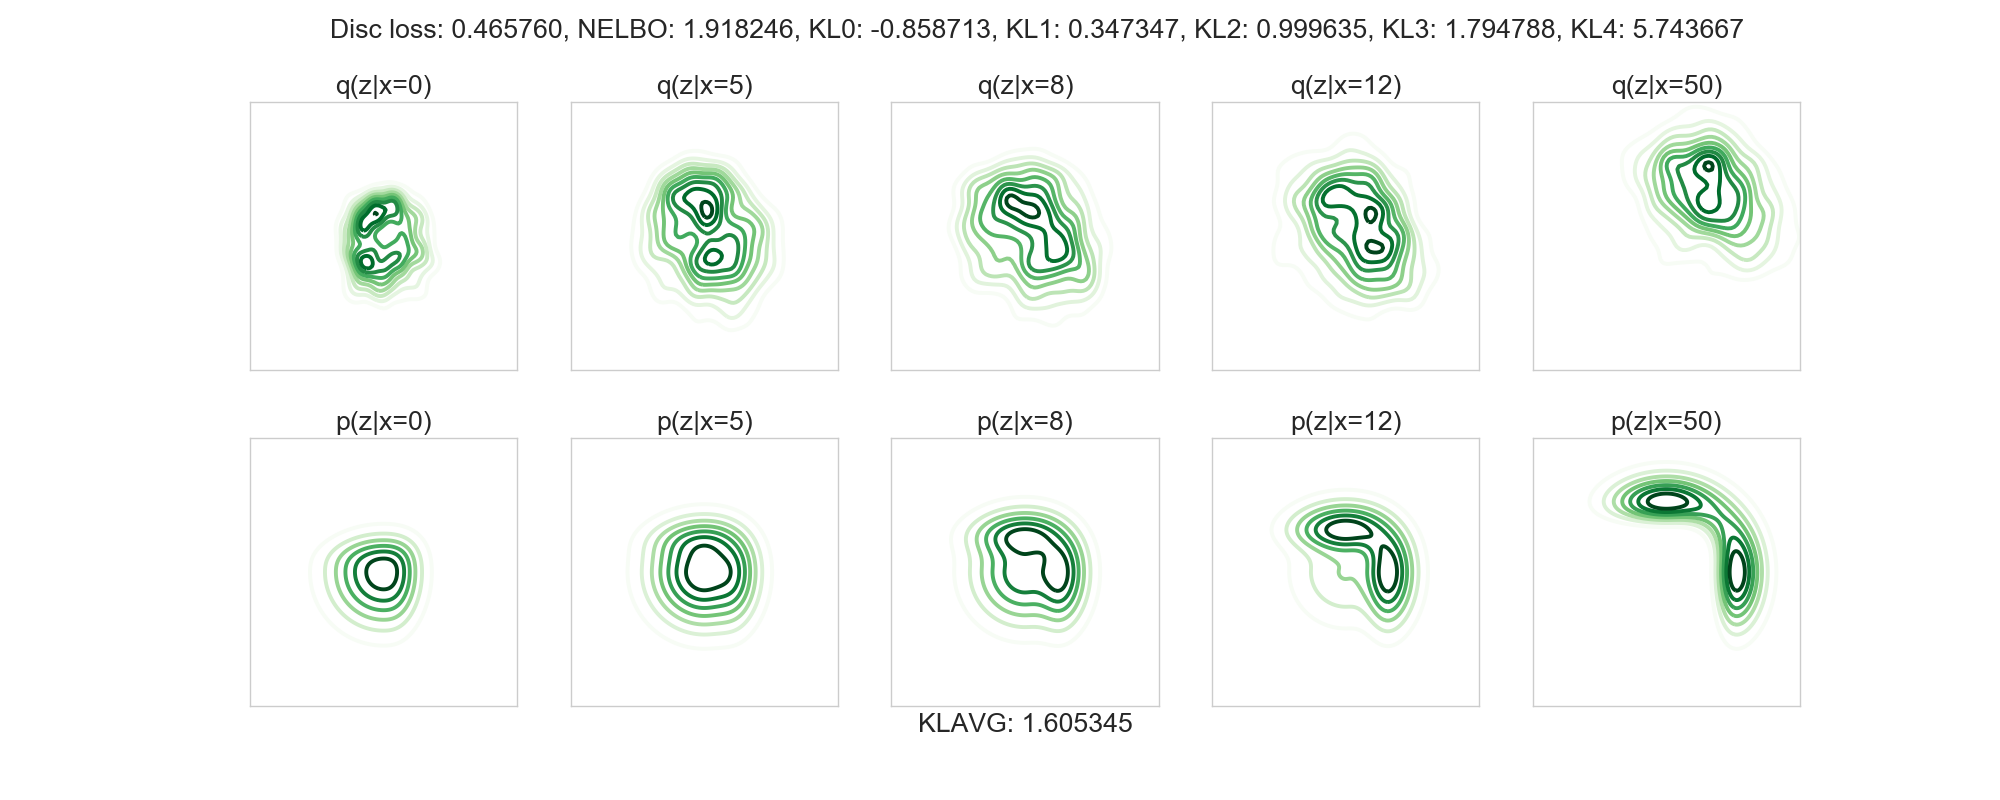 Disc loss: 0.465760, NELBO: 1.918246, KL0: -0.858713, KL1: 0.347347, KL2: 0.999635, KL3: 1.794788, KL4: 5.743667
q(z|x=0) q(z|x=5) q(z|x=8) q(z|x=12) q(z|x=50)
p(z|x=0) p(z|x=5) p(z|x=8) p(z|x=12) p(z|x=50)
KLAVG: 1.605345